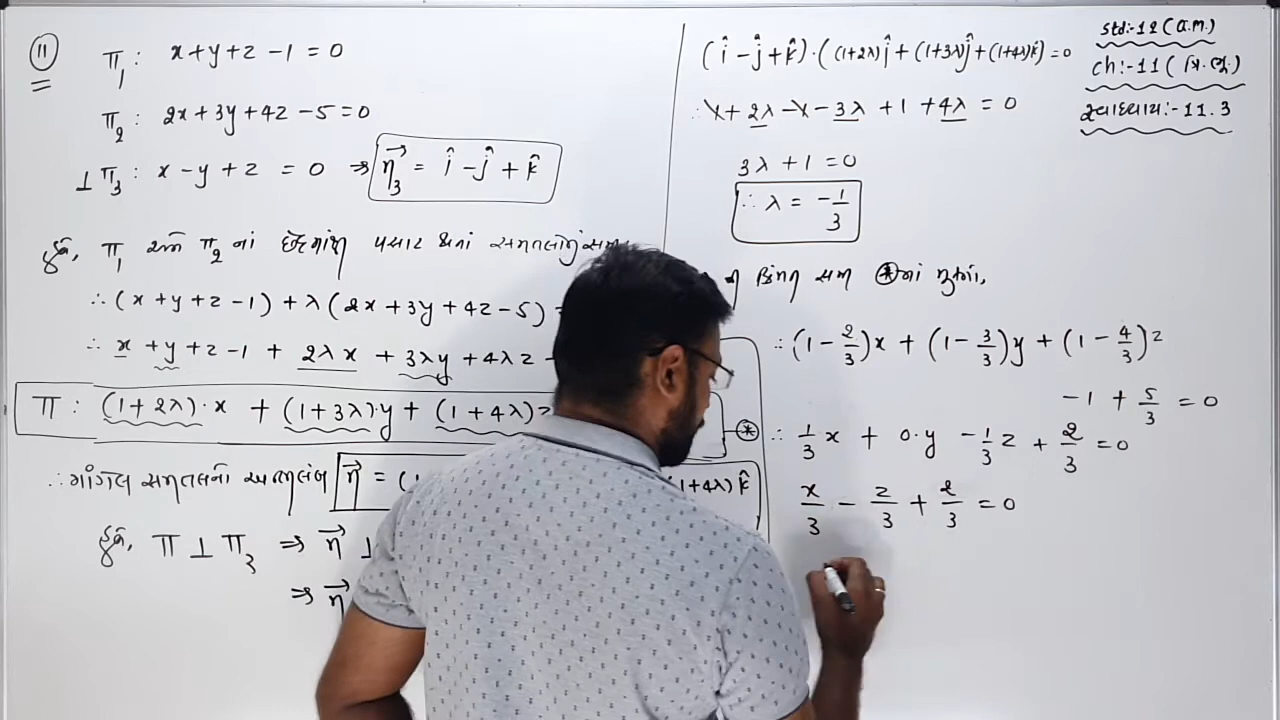 11
π₁ : x + y + z - 1 = 0
π₂ : 2x + 3y + 4z - 5 = 0
⊥ π₃ : x - y + z = 0 ⇒ n⃗₃ = î - ĵ + k̂
હવે, π₁ અને π₂ નાં છેદમાંથી પસાર થતાં સમતલોનું
∴ (x + y + z - 1) + λ(2x + 3y + 4z - 5)
∴ x + y + z - 1 + 2λx + 3λy + 4λz
π : (1+2λ)·x + (1+3λ)·y + (1+4λ)z
∴ માંગેલ સમતલનો અભિલંબ n⃗ = (1
(1+4λ)k̂
હવે, π ⊥ π₃ ⇒ n⃗ ⊥
⇒ n⃗
(î - ĵ + k̂)·((1+2λ)î + (1+3λ)ĵ + (1+4λ)k̂) = 0
∴ 1 + 2λ - 1 - 3λ + 1 + 4λ = 0
3λ + 1 = 0
∴ λ = -1/3
કિંમત સમ ⊛માં મુકતાં,
∴ (1 - 2/3)x + (1 - 3/3)y + (1 - 4/3)z
-1 + 5/3 = 0
∴ 1/3 x + 0·y - 1/3 z + 2/3 = 0
x/3 - z/3 + 2/3 = 0
⊛
Std:-12 (G.M.)
Ch:-11 ( ત્રિ.ભૂ.)
સ્વાધ્યાય:-11.3